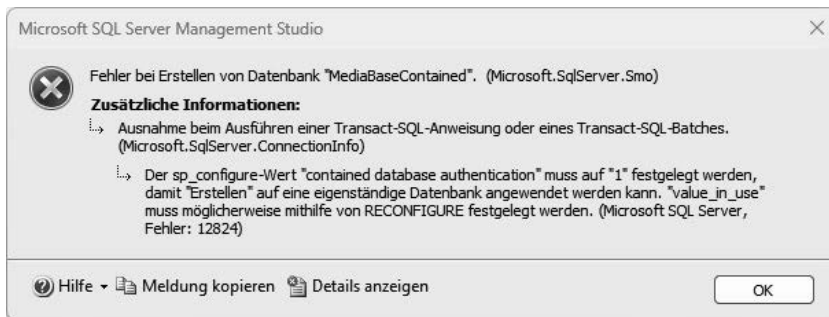 Microsoft SQL Server Management Studio
Fehler bei Erstellen von Datenbank "MediaBaseContained". (Microsoft.SqlServer.Smo)
Zusätzliche Informationen:
Ausnahme beim Ausführen einer Transact-SQL-Anweisung oder eines Transact-SQL-Batches.
(Microsoft.SqlServer.ConnectionInfo)
Der sp_configure-Wert "contained database authentication" muss auf "1" festgelegt werden,
damit "Erstellen" auf eine eigenständige Datenbank angewendet werden kann. "value_in_use"
muss möglicherweise mithilfe von RECONFIGURE festgelegt werden. (Microsoft SQL Server,
Fehler: 12824)
Hilfe Meldung kopieren Details anzeigen OK